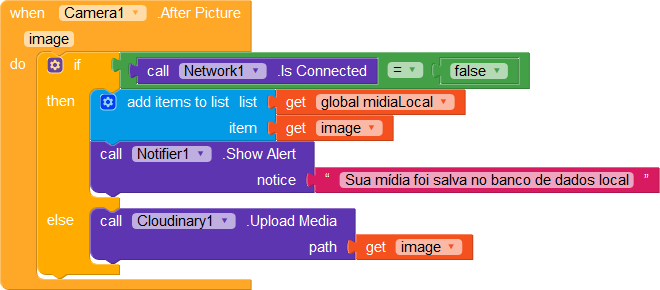 when Camera1 .After Picture
image
do if call Network1 .Is Connected = false
then add items to list list get global midiaLocal
item get image
call Notifier1 .Show Alert
notice “ Sua mídia foi salva no banco de dados local ”
else call Cloudinary1 .Upload Media
path get image